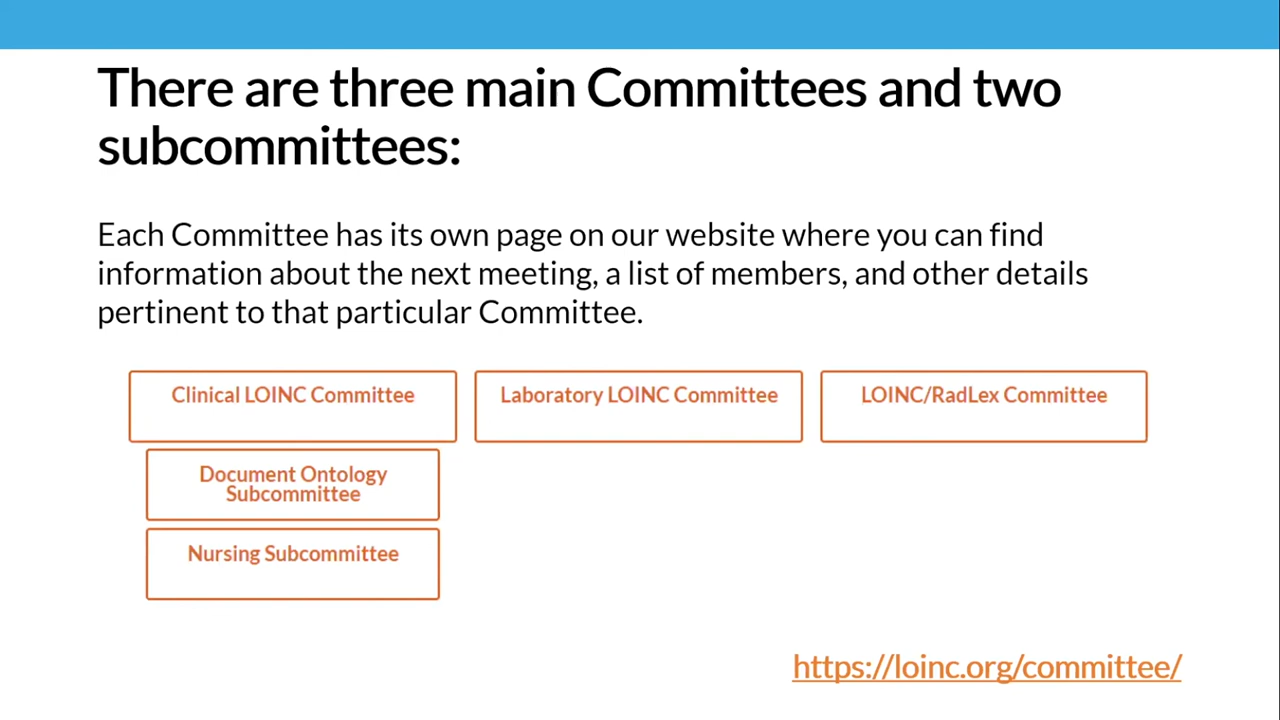 There are three main Committees and two
subcommittees:
Each Committee has its own page on our website where you can find
information about the next meeting, a list of members, and other details
pertinent to that particular Committee.
Clinical LOINC Committee
Laboratory LOINC Committee
LOINC/RadLex Committee
Document Ontology
Subcommittee
Nursing Subcommittee
https://loinc.org/committee/